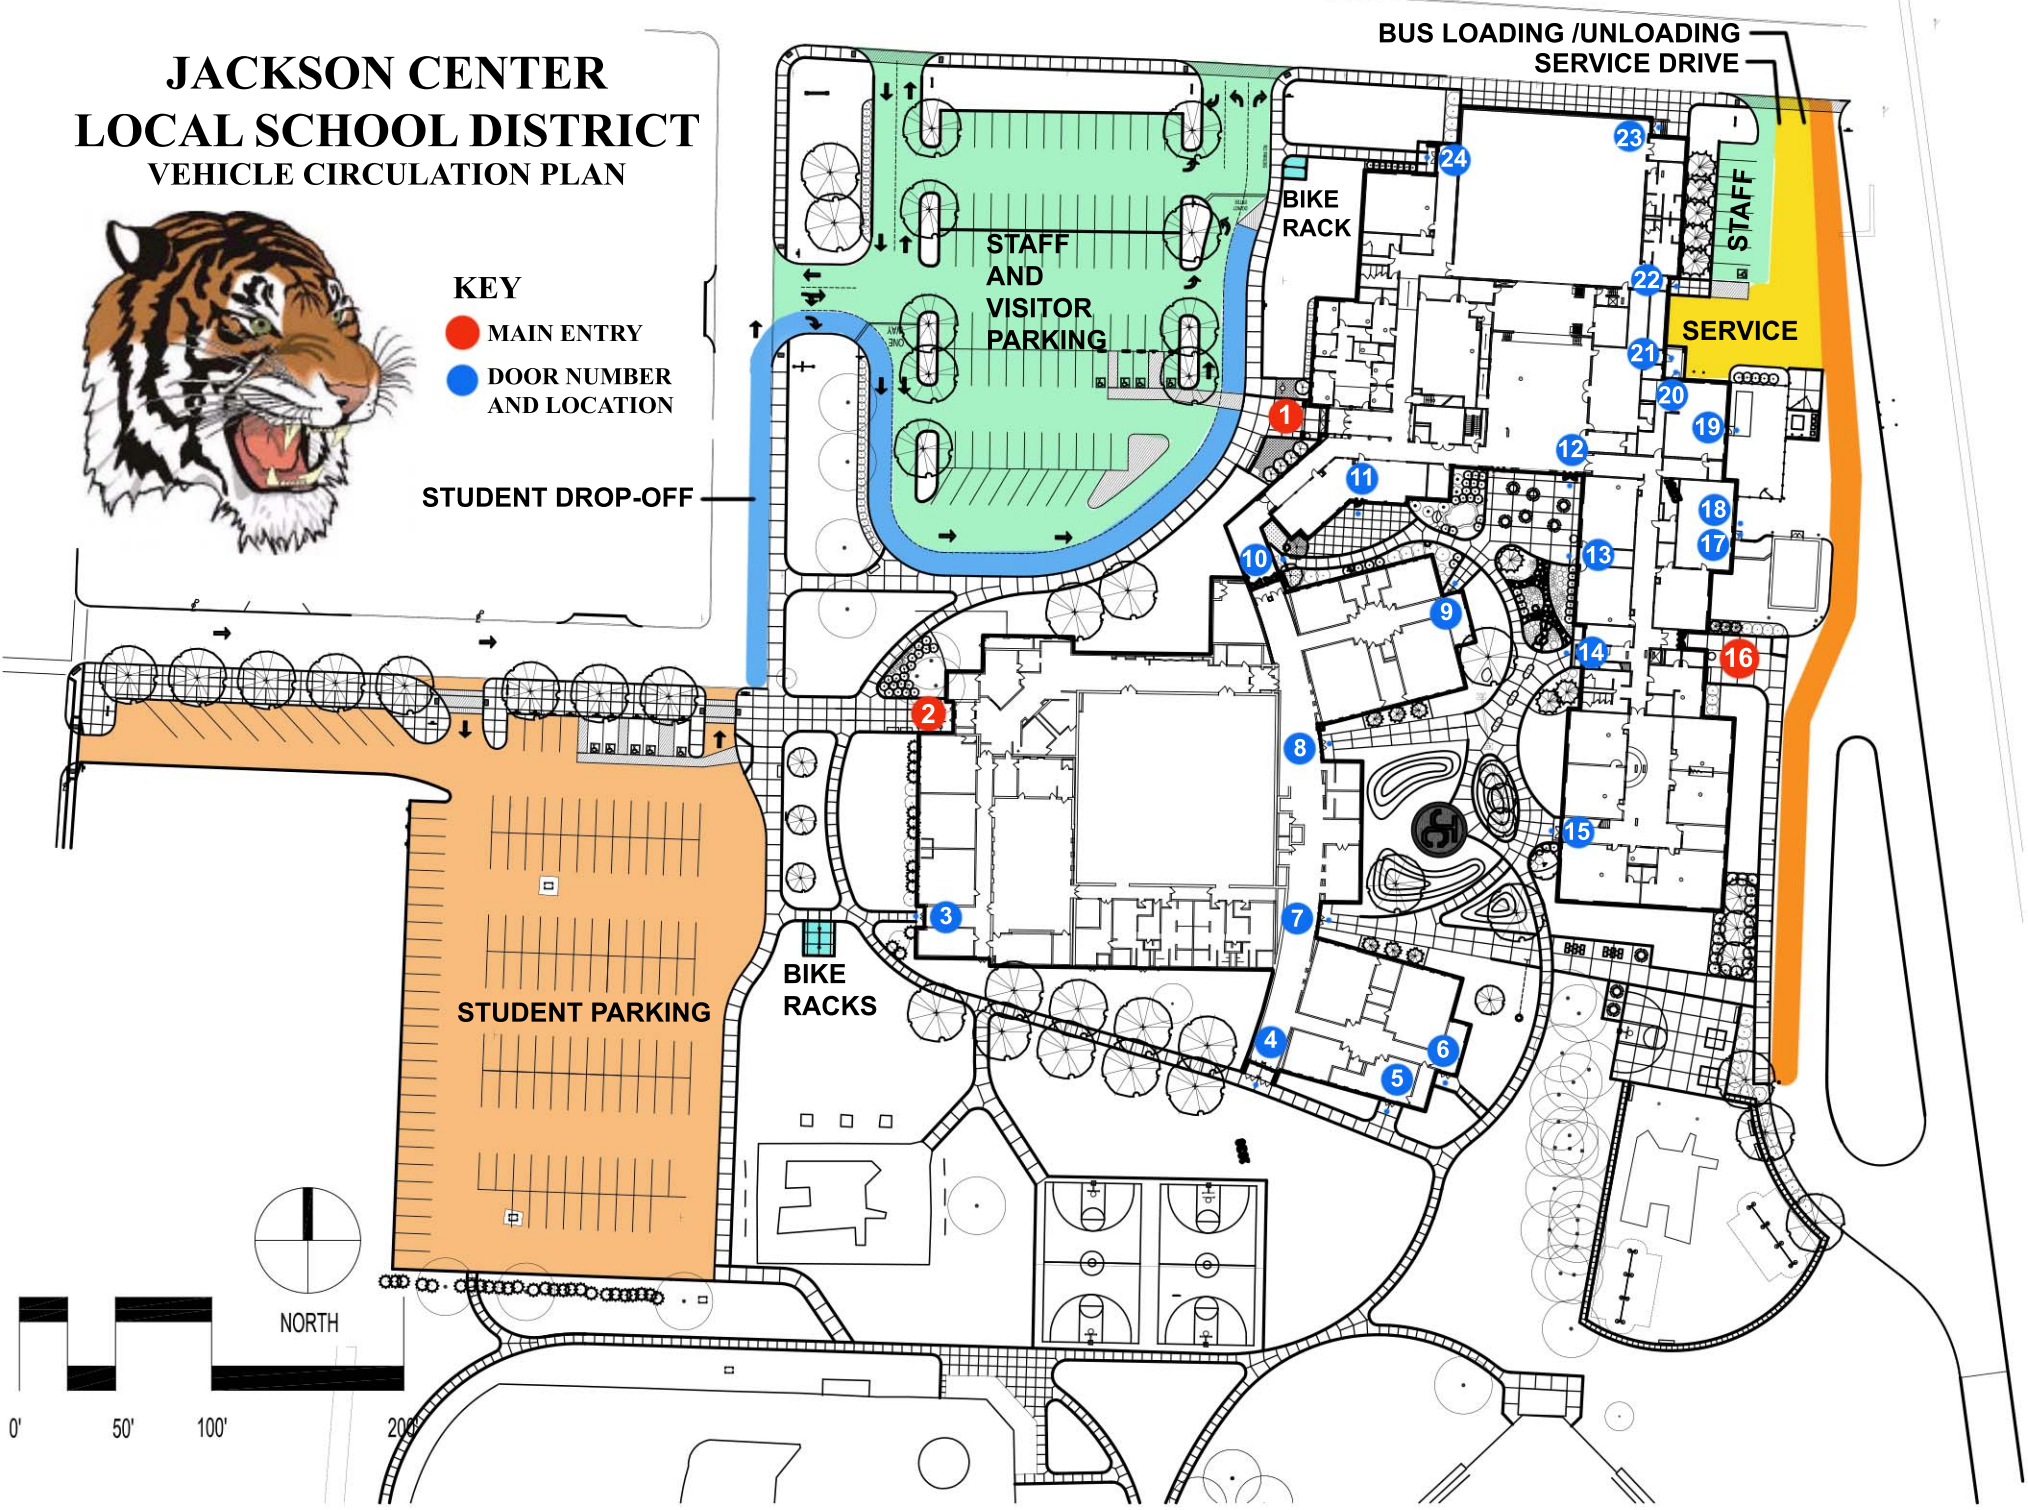 JACKSON CENTER
LOCAL SCHOOL DISTRICT
VEHICLE CIRCULATION PLAN
KEY
MAIN ENTRY
DOOR NUMBER
AND LOCATION
STUDENT DROP-OFF
BUS LOADING /UNLOADING
SERVICE DRIVE
STAFF
AND
VISITOR
PARKING
ONE
WAY
BIKE
RACK
STAFF
SERVICE
1
2
3
4
5
6
7
8
9
10
11
12
13
14
15
16
17
18
19
20
21
22
23
24
JC
BIKE
RACKS
STUDENT PARKING
NORTH
0'
50'
100'
200'